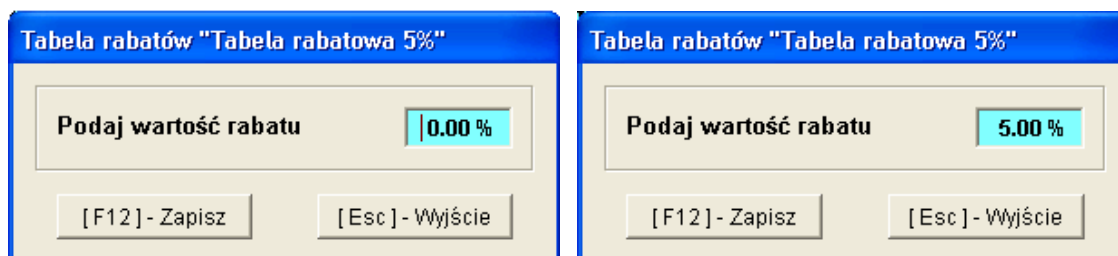 Tabela rabatów "Tabela rabatowa 5%"
Podaj wartość rabatu 0.00 %
[F12] - Zapisz [Esc] - Wyjście
Tabela rabatów "Tabela rabatowa 5%"
Podaj wartość rabatu 5.00 %
[F12] - Zapisz [Esc] - Wyjście